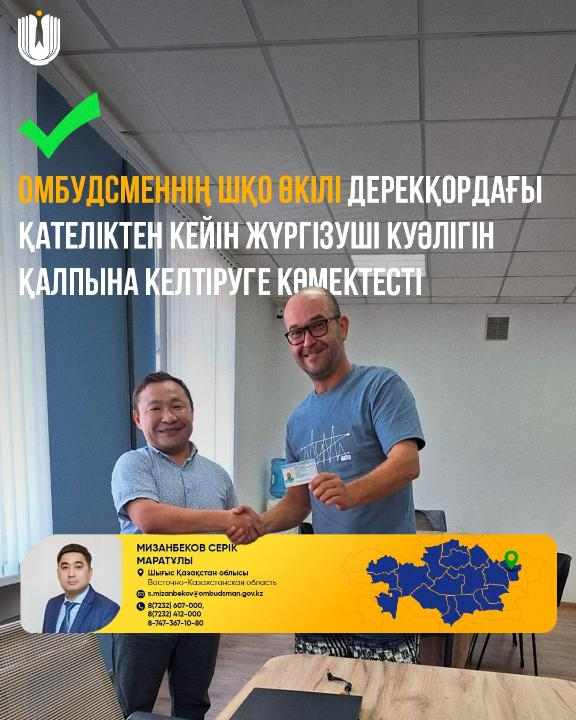 ОМБУДСМЕННІҢ ШҚО ӨКІЛІ ДЕРЕКҚОРДАҒЫ
ҚАТЕЛІКТЕН КЕЙІН ЖҮРГІЗУШІ КУӘЛІГІН
ҚАЛПЫНА КЕЛТІРУГЕ КӨМЕКТЕСТІ
МИЗАНБЕКОВ СЕРІК
МАРАТҰЛЫ
Шығыс Қазақстан облысы
Восточно-Казахстанская область
s.mizanbekov@ombudsman.gov.kz
8(7232) 607-000,
8(7232) 412-000
8-747-367-10-80